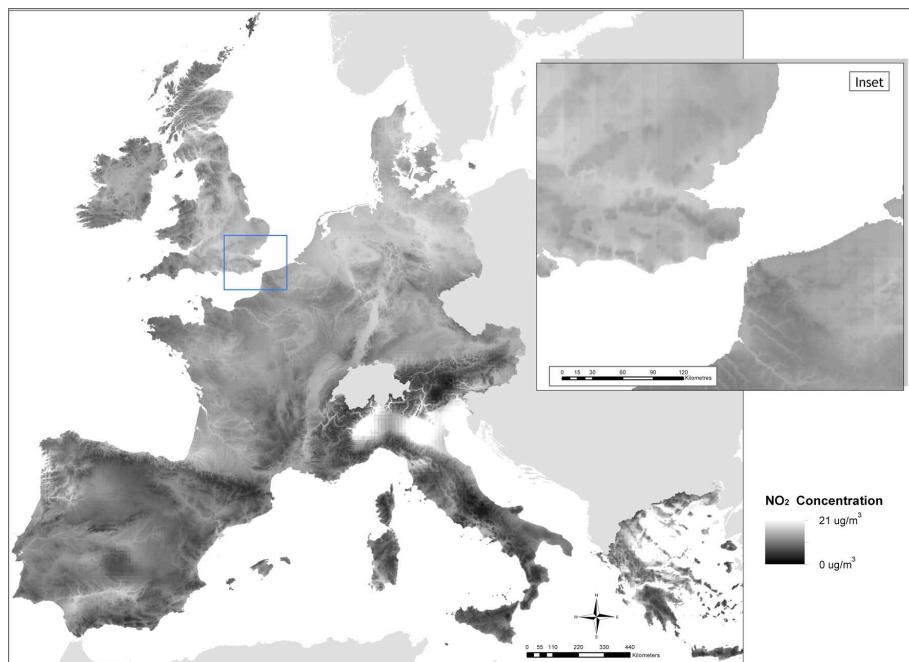 Inset
0 15 30 60 90 120
Kilometres
NO₂ Concentration
21 ug/m³
0 ug/m³
N
W E
S
0 55 110 220 330 440
Kilometers